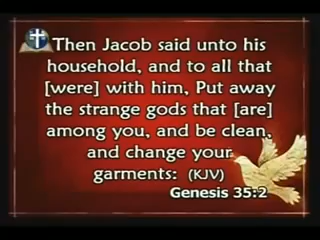 Then Jacob said unto his
household, and to all that
[were] with him, Put away
the strange gods that [are]
among you, and be clean,
and change your
garments: (KJV)
Genesis 35:2